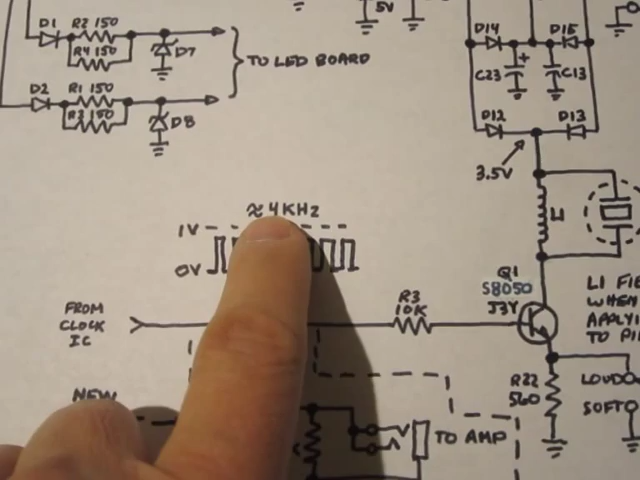 5V
D1
R2 150
R4 150
D7
TO LED BOARD
D2
R1 150
R3 150
D8
D14
D15
C23
+
C13
D12
D13
3.5V
≈4KHZ
1V
0V
L1
Q1
S8050
J3Y
FROM
CLOCK
IC
R3
10K
L1 FIE
WHEN
APPLYI
TO PI
R22
560
LOUD
SOFT
NEW
TO AMP